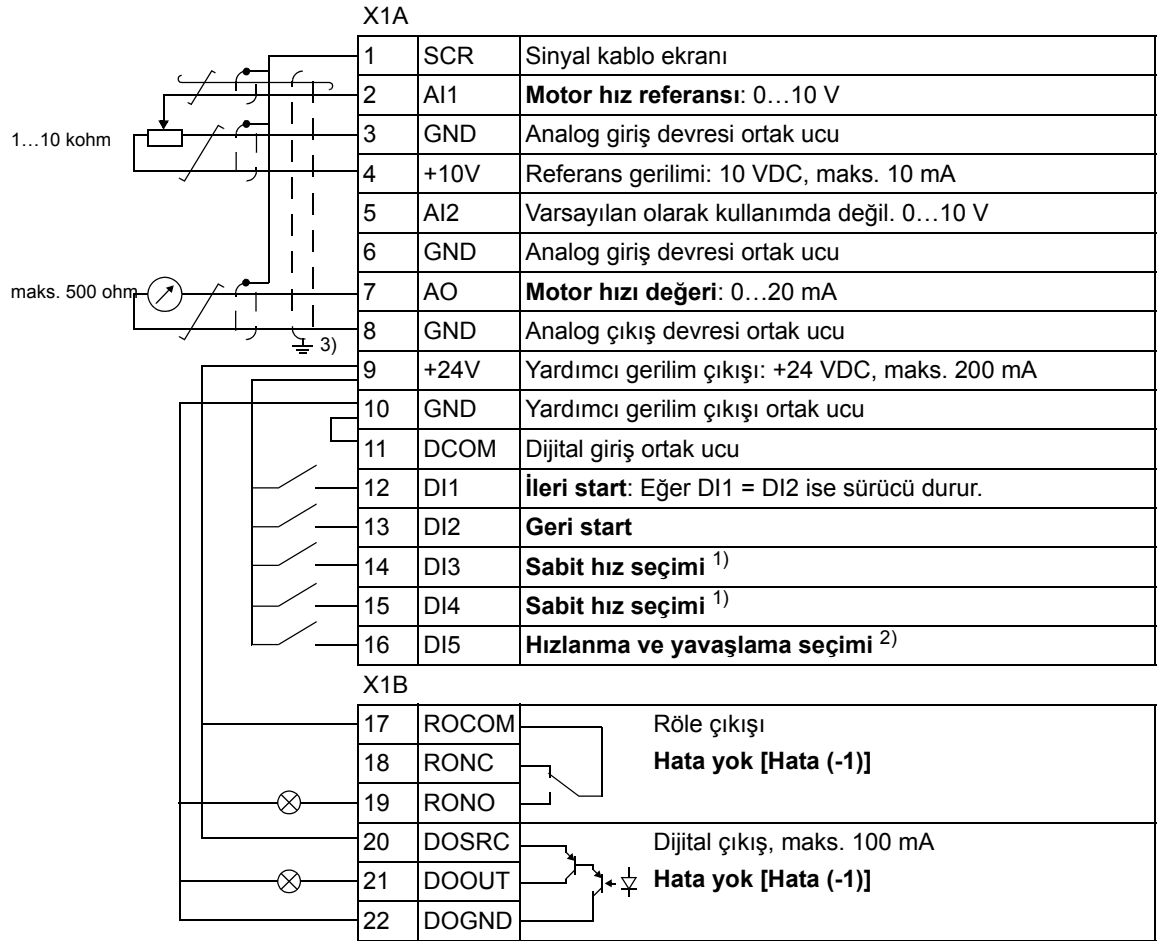 X1A
1 SCR Sinyal kablo ekranı
2 AI1 Motor hız referansı: 0…10 V
1…10 kohm
3 GND Analog giriş devresi ortak ucu
4 +10V Referans gerilimi: 10 VDC, maks. 10 mA
5 AI2 Varsayılan olarak kullanımda değil. 0…10 V
6 GND Analog giriş devresi ortak ucu
maks. 500 ohm
7 AO Motor hızı değeri: 0…20 mA
8 GND Analog çıkış devresi ortak ucu
3)
9 +24V Yardımcı gerilim çıkışı: +24 VDC, maks. 200 mA
10 GND Yardımcı gerilim çıkışı ortak ucu
11 DCOM Dijital giriş ortak ucu
12 DI1 İleri start: Eğer DI1 = DI2 ise sürücü durur.
13 DI2 Geri start
14 DI3 Sabit hız seçimi 1)
15 DI4 Sabit hız seçimi 1)
16 DI5 Hızlanma ve yavaşlama seçimi 2)
X1B
17 ROCOM Röle çıkışı
18 RONC Hata yok [Hata (-1)]
19 RONO
20 DOSRC Dijital çıkış, maks. 100 mA
21 DOOUT Hata yok [Hata (-1)]
22 DOGND